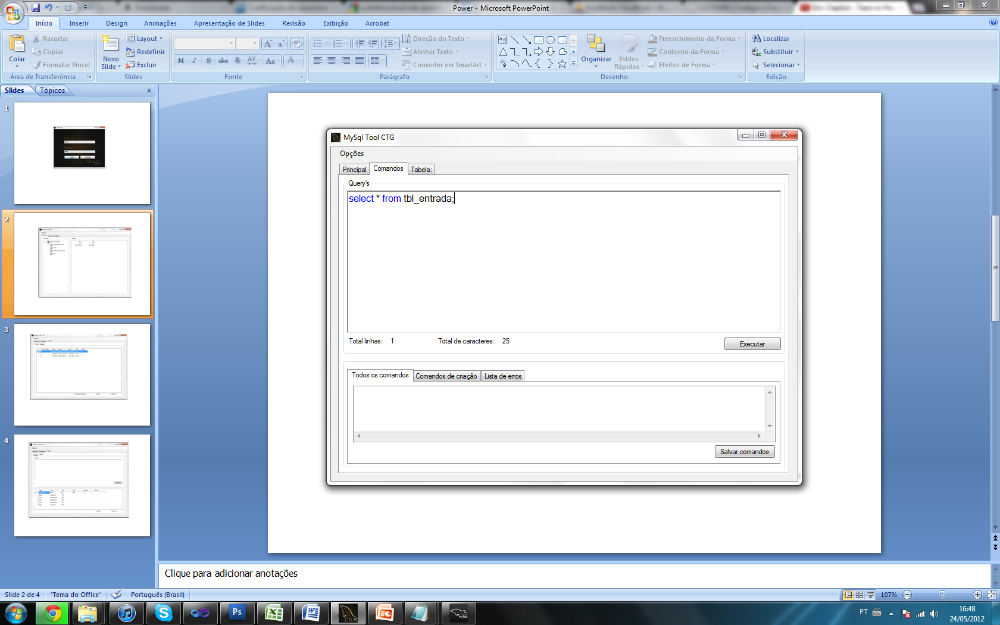 Power - Microsoft PowerPoint
Início Inserir Design Animações Apresentação de Slides Revisão Exibição Acrobat
Colar
Recortar
Copiar
Formatar Pincel
Área de Transferência
Novo Slide
Layout
Redefinir
Excluir
Slides
N I S abc S AV Aa A
Fonte
Direção do Texto
Alinhar Texto
Converter em SmartArt
Parágrafo
Organizar
Estilos Rápidos
Preenchimento da Forma
Contorno da Forma
Efeitos de Forma
Desenho
Localizar
Substituir
Selecionar
Edição
Slides Tópicos x
1
2
3
4
MySql Tool CTG
Opções
Principal Comandos Tabela:
Query's
select * from tbl_entrada;
Total linhas: 1 Total de caracteres: 25
Executar
Todos os comandos Comandos de criação Lista de erros
Salvar comandos
Clique para adicionar anotações
Slide 2 de 4 "Tema do Office" Português (Brasil) 107%
Ps
CTG
PT
16:48
24/05/2012